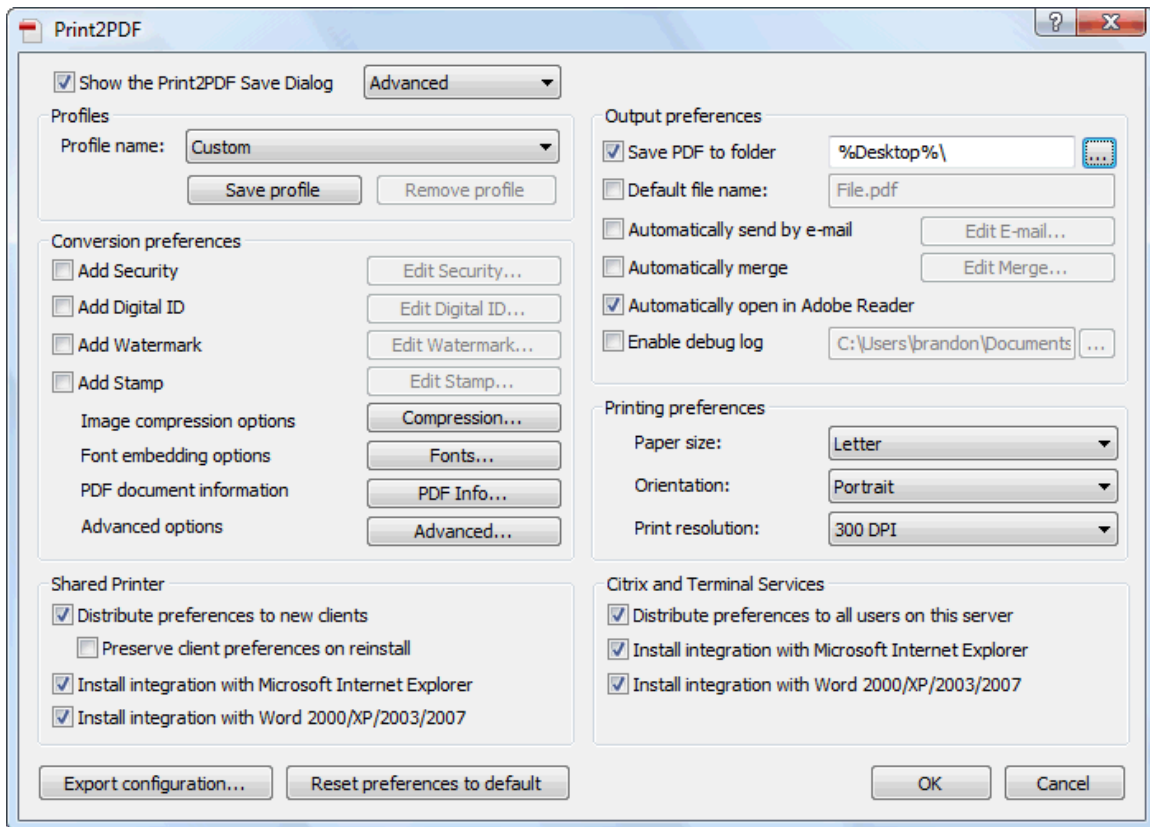 Print2PDF
Show the Print2PDF Save Dialog Advanced
Profiles
Profile name: Custom
Save profile Remove profile
Conversion preferences
Add Security Edit Security...
Add Digital ID Edit Digital ID...
Add Watermark Edit Watermark...
Add Stamp Edit Stamp...
Image compression options Compression...
Font embedding options Fonts...
PDF document information PDF Info...
Advanced options Advanced...
Output preferences
Save PDF to folder %Desktop%\ ...
Default file name: File.pdf
Automatically send by e-mail Edit E-mail...
Automatically merge Edit Merge...
Automatically open in Adobe Reader
Enable debug log C:\Users\brandon\Documents ...
Printing preferences
Paper size: Letter
Orientation: Portrait
Print resolution: 300 DPI
Shared Printer
Distribute preferences to new clients
Preserve client preferences on reinstall
Install integration with Microsoft Internet Explorer
Install integration with Word 2000/XP/2003/2007
Citrix and Terminal Services
Distribute preferences to all users on this server
Install integration with Microsoft Internet Explorer
Install integration with Word 2000/XP/2003/2007
Export configuration... Reset preferences to default OK Cancel